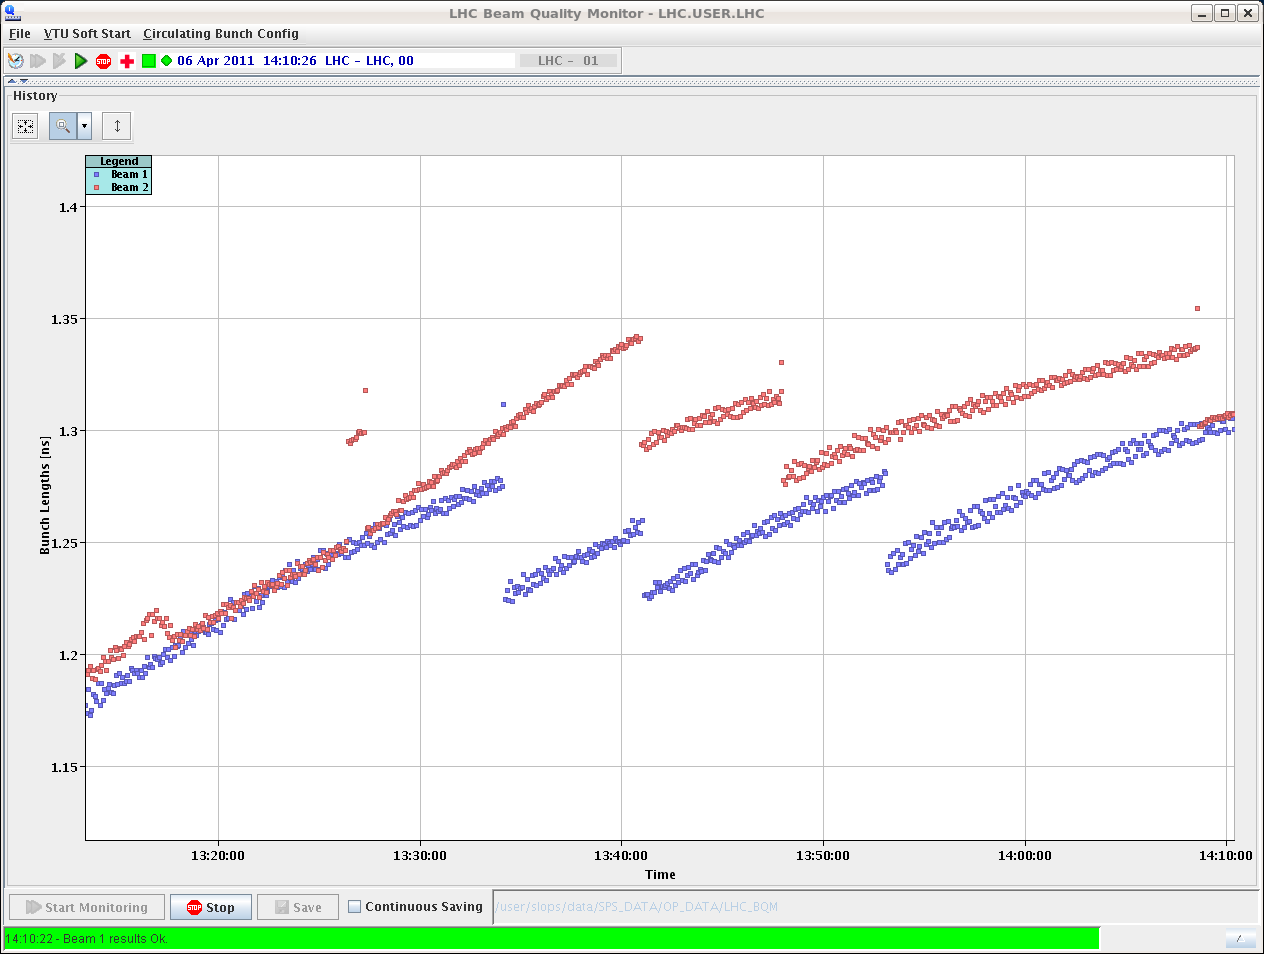 LHC Beam Quality Monitor - LHC.USER.LHC
File VTU Soft Start Circulating Bunch Config
STOP 06 Apr 2011 14:10:26 LHC - LHC, 00 LHC - 01
History
Legend
Beam 1
Beam 2
1.4
1.35
1.3
1.25
1.2
1.15
Bunch Lengths [ns]
13:20:00 13:30:00 13:40:00 13:50:00 14:00:00 14:10:00
Time
Start Monitoring STOP Stop Save Continuous Saving /user/slops/data/SPS_DATA/OP_DATA/LHC_BQM
14:10:22 - Beam 1 results Ok.